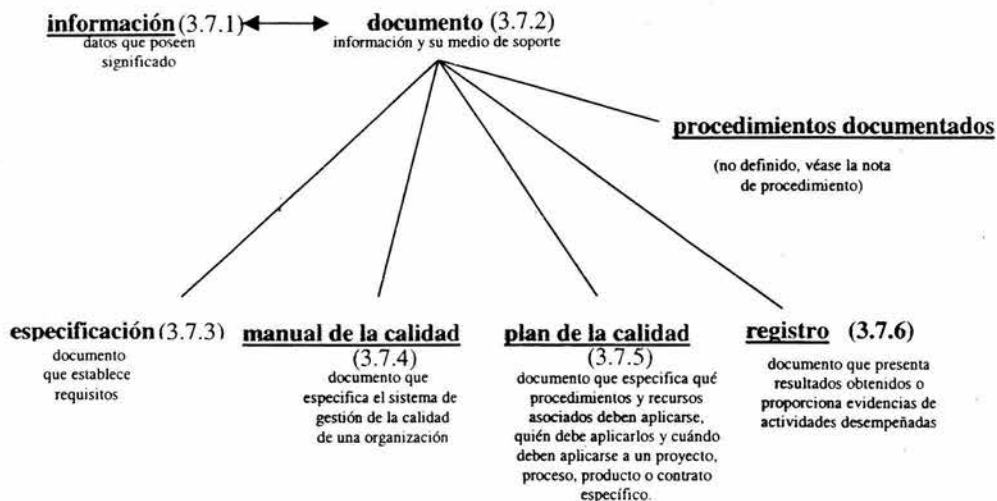 información (3.7.1)
datos que poseen
significado
documento (3.7.2)
información y su medio de soporte
procedimientos documentados
(no definido, véase la nota
de procedimiento)
especificación (3.7.3)
documento
que establece
requisitos
manual de la calidad
(3.7.4)
documento que
especifica el sistema de
gestión de la calidad
de una organización
plan de la calidad
(3.7.5)
documento que especifica qué
procedimientos y recursos
asociados deben aplicarse,
quién debe aplicarlos y cuándo
deben aplicarse a un proyecto,
proceso, producto o contrato
específico.
registro (3.7.6)
documento que presenta
resultados obtenidos o
proporciona evidencias de
actividades desempeñadas